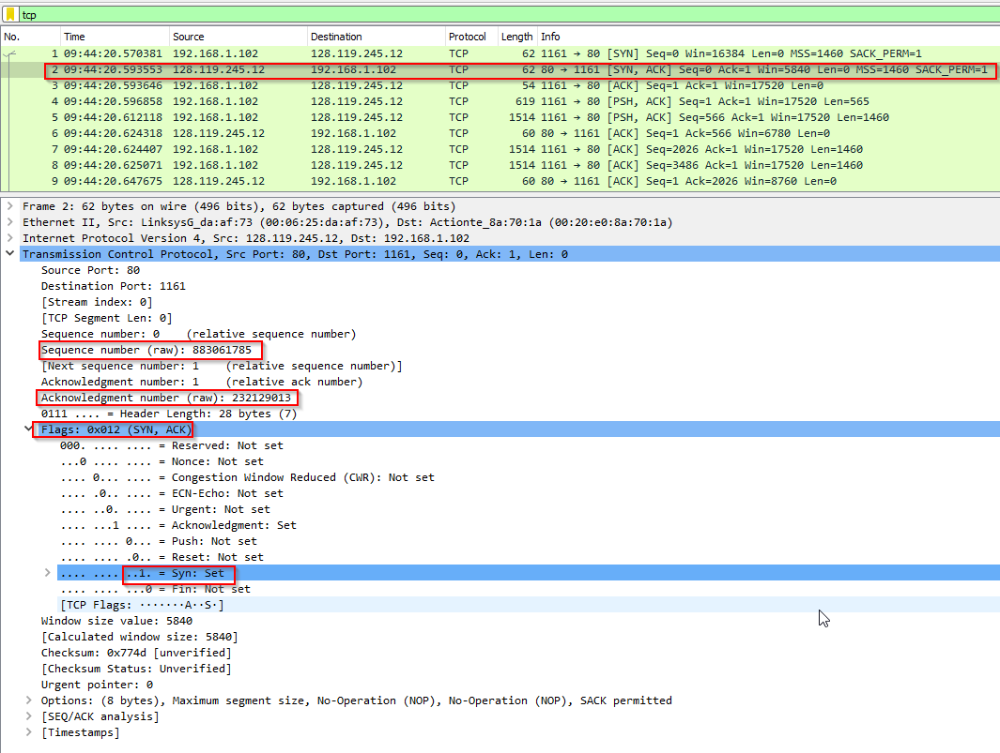 tcp
No. Time Source Destination Protocol Length Info
1 09:44:20.570381 192.168.1.102 128.119.245.12 TCP 62 1161 → 80 [SYN] Seq=0 Win=16384 Len=0 MSS=1460 SACK_PERM=1
2 09:44:20.593553 128.119.245.12 192.168.1.102 TCP 62 80 → 1161 [SYN, ACK] Seq=0 Ack=1 Win=5840 Len=0 MSS=1460 SACK_PERM=1
3 09:44:20.593646 192.168.1.102 128.119.245.12 TCP 54 1161 → 80 [ACK] Seq=1 Ack=1 Win=17520 Len=0
4 09:44:20.596858 192.168.1.102 128.119.245.12 TCP 619 1161 → 80 [PSH, ACK] Seq=1 Ack=1 Win=17520 Len=565
5 09:44:20.612118 192.168.1.102 128.119.245.12 TCP 1514 1161 → 80 [PSH, ACK] Seq=566 Ack=1 Win=17520 Len=1460
6 09:44:20.624318 128.119.245.12 192.168.1.102 TCP 60 80 → 1161 [ACK] Seq=1 Ack=566 Win=6780 Len=0
7 09:44:20.624407 192.168.1.102 128.119.245.12 TCP 1514 1161 → 80 [ACK] Seq=2026 Ack=1 Win=17520 Len=1460
8 09:44:20.625071 192.168.1.102 128.119.245.12 TCP 1514 1161 → 80 [ACK] Seq=3486 Ack=1 Win=17520 Len=1460
9 09:44:20.647675 128.119.245.12 192.168.1.102 TCP 60 80 → 1161 [ACK] Seq=1 Ack=2026 Win=8760 Len=0
Frame 2: 62 bytes on wire (496 bits), 62 bytes captured (496 bits)
Ethernet II, Src: LinksysG_da:af:73 (00:06:25:da:af:73), Dst: Actionte_8a:70:1a (00:20:e0:8a:70:1a)
Internet Protocol Version 4, Src: 128.119.245.12, Dst: 192.168.1.102
Transmission Control Protocol, Src Port: 80, Dst Port: 1161, Seq: 0, Ack: 1, Len: 0
Source Port: 80
Destination Port: 1161
[Stream index: 0]
[TCP Segment Len: 0]
Sequence number: 0 (relative sequence number)
Sequence number (raw): 883061785
[Next sequence number: 1 (relative sequence number)]
Acknowledgment number: 1 (relative ack number)
Acknowledgment number (raw): 232129013
0111 .... = Header Length: 28 bytes (7)
Flags: 0x012 (SYN, ACK)
000. .... .... = Reserved: Not set
...0 .... .... = Nonce: Not set
.... 0... .... = Congestion Window Reduced (CWR): Not set
.... .0.. .... = ECN-Echo: Not set
.... ..0. .... = Urgent: Not set
.... ...1 .... = Acknowledgment: Set
.... .... 0... = Push: Not set
.... .... .0.. = Reset: Not set
.... .... ..1. = Syn: Set
.... .... ...0 = Fin: Not set
[TCP Flags: ·······A··S·]
Window size value: 5840
[Calculated window size: 5840]
Checksum: 0x774d [unverified]
[Checksum Status: Unverified]
Urgent pointer: 0
Options: (8 bytes), Maximum segment size, No-Operation (NOP), No-Operation (NOP), SACK permitted
[SEQ/ACK analysis]
[Timestamps]